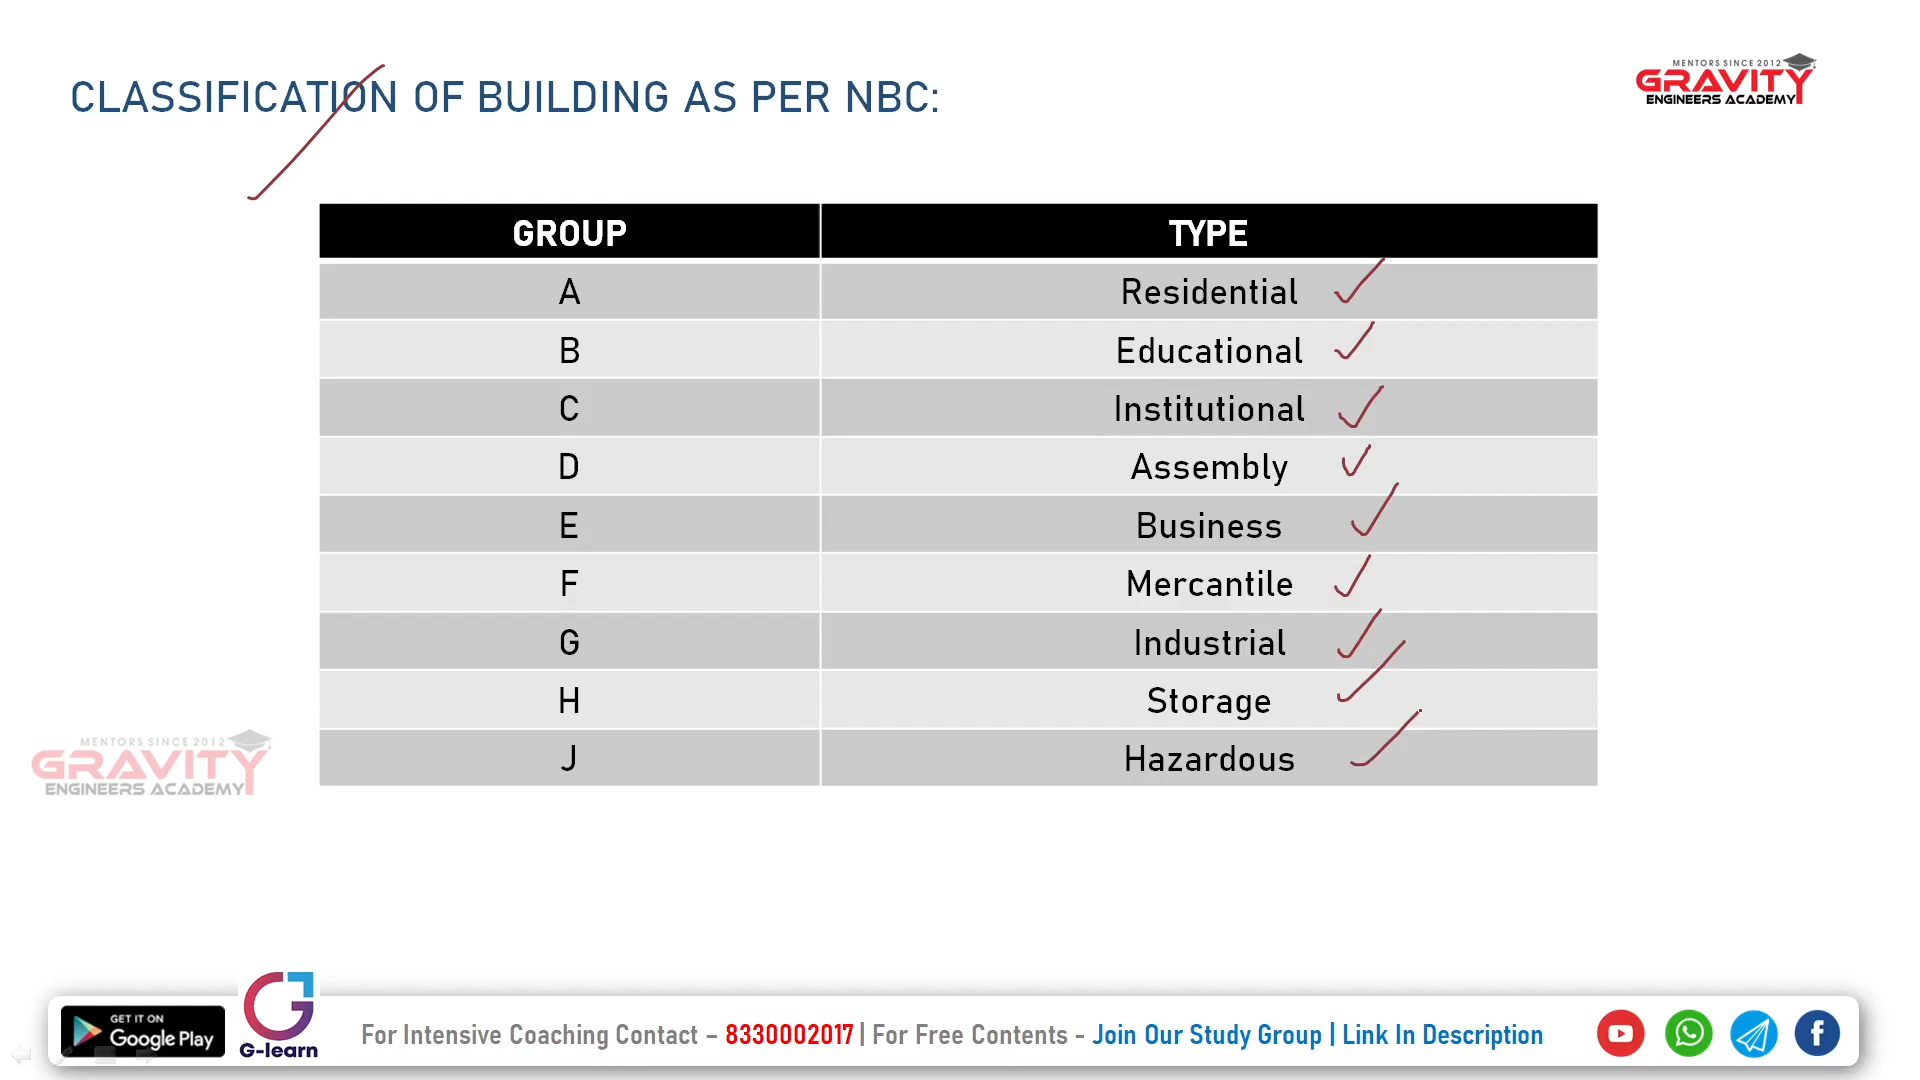 MENTORS SINCE 2012
GRAVITY
ENGINEERS ACADEMY
CLASSIFICATION OF BUILDING AS PER NBC:
GROUP TYPE
A Residential
B Educational
C Institutional
D Assembly
E Business
F Mercantile
G Industrial
H Storage
J Hazardous
MENTORS SINCE 2012
GRAVITY
ENGINEERS ACADEMY
GET IT ON
Google Play
G-learn
For Intensive Coaching Contact – 8330002017 | For Free Contents - Join Our Study Group | Link In Description